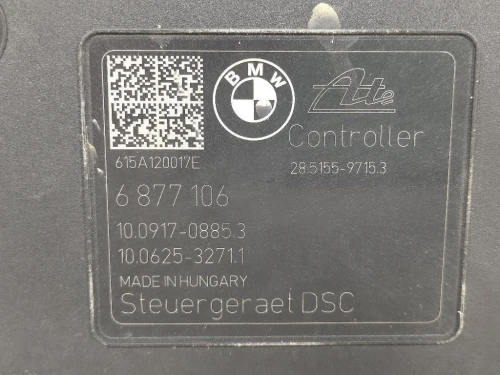 BMW
Ate
Controller
615A120017E
28.5155-9715.3
6 877 106
10.0917-0885.3
10.0625-3271.1
MADE IN HUNGARY
Steuergeraet DSC